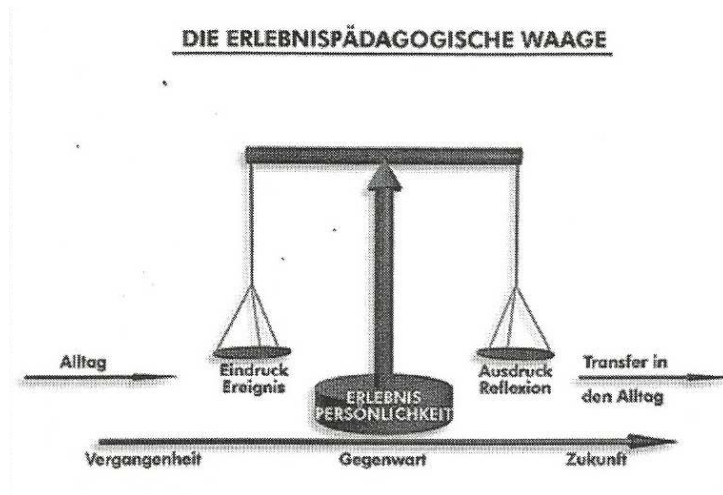 DIE ERLEBNISPÄDAGOGISCHE WAAGE
Alltag
Eindruck
Ereignis
ERLEBNIS
PERSÖNLICHKEIT
Ausdruck
Reflexion
Transfer in
den Alltag
Vergangenheit
Gegenwart
Zukunft